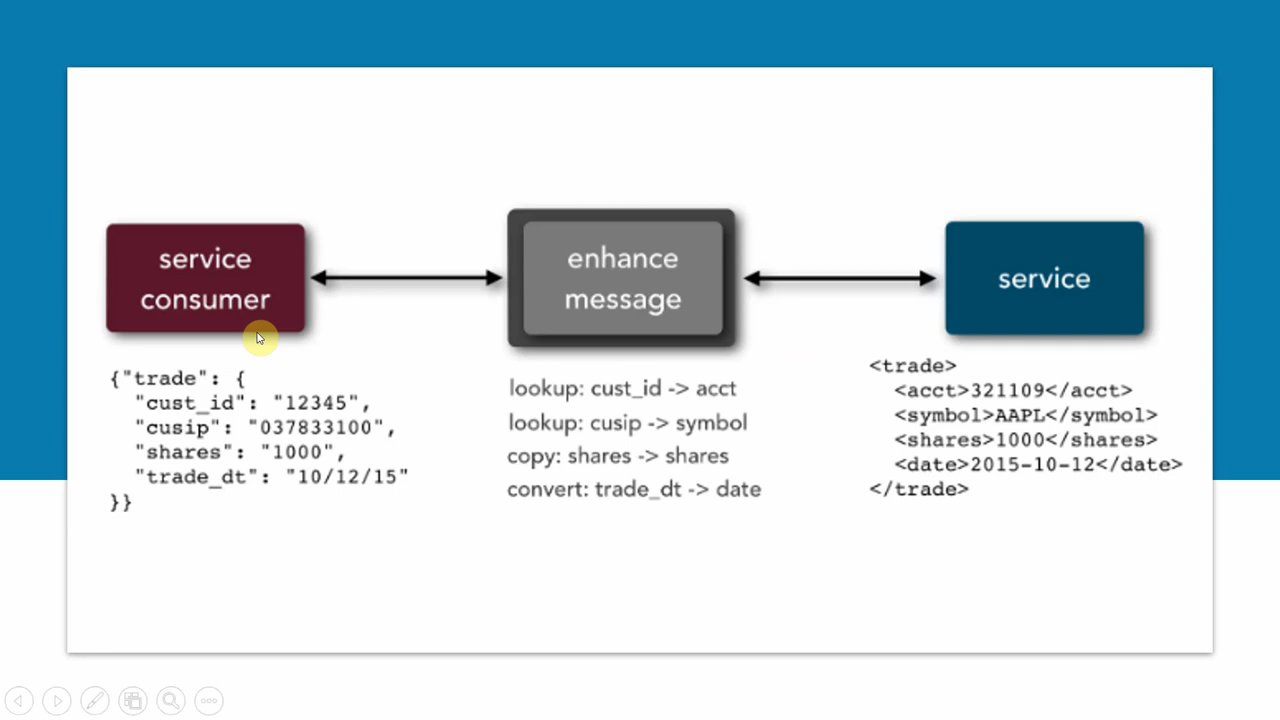 service
consumer
enhance
message
service
{"trade": {
"cust_id": "12345",
"cusip": "037833100",
"shares": "1000",
"trade_dt": "10/12/15"
}}
lookup: cust_id -> acct
lookup: cusip -> symbol
copy: shares -> shares
convert: trade_dt -> date
<trade>
<acct>321109</acct>
<symbol>AAPL</symbol>
<shares>1000</shares>
<date>2015-10-12</date>
</trade>